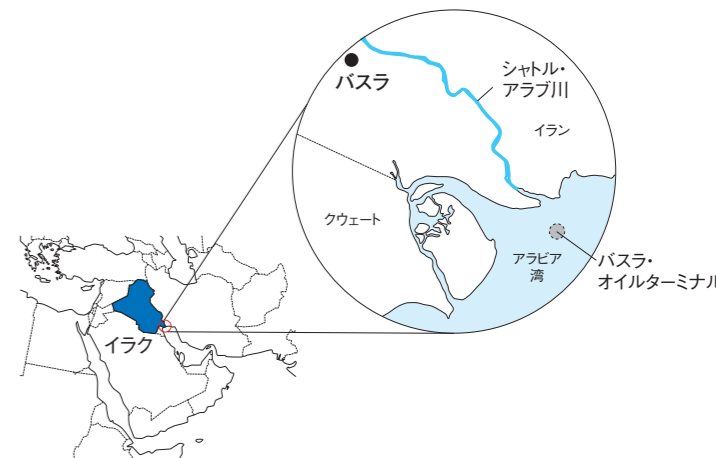 バスラ
シャトル・
アラブ川
イラン
クウェート
アラビア
湾
バスラ・
オイルターミナル
イラク